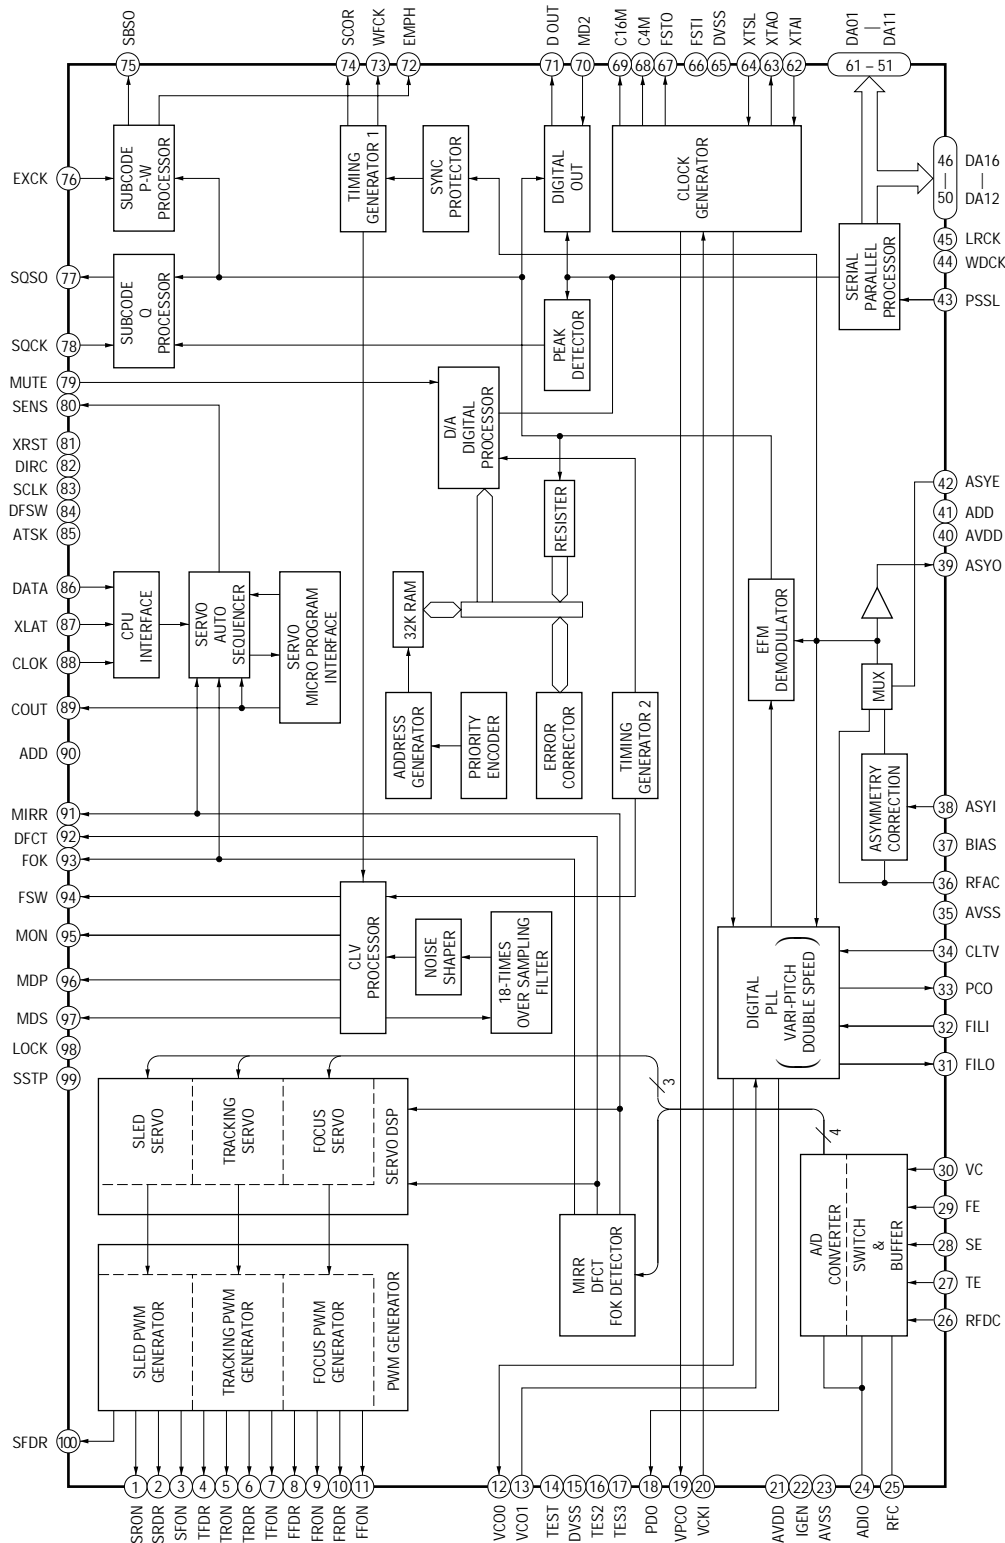 SBSO
SCOR
WFCK
EMPH
D OUT
MD2
C16M
C4M
FSTO
FSTI
DVSS
XTSL
XTAO
XTAI
DA01
|
DA11
75
74
73
72
71
70
69
68
67
66
65
64
63
62
61 – 51
EXCK
76
SQSO
77
SQCK
78
MUTE
79
SENS
80
XRST
81
DIRC
82
SCLK
83
DFSW
84
ATSK
85
DATA
86
XLAT
87
CLOK
88
COUT
89
ADD
90
MIRR
91
DFCT
92
FOK
93
FSW
94
MON
95
MDP
96
MDS
97
LOCK
98
SSTP
99
SFDR
100
SUBCODE
P-W
PROCESSOR
SUBCODE
Q
PROCESSOR
TIMING
GENERATOR 1
SYNC
PROTECTOR
DIGITAL
OUT
CLOCK
GENERATOR
PEAK
DETECTOR
SERIAL
PARALLEL
PROCESSOR
D/A
DIGITAL
PROCESSOR
RESISTER
32K RAM
CPU
INTERFACE
SERVO
AUTO
SEQUENCER
SERVO
MICRO PROGRAM
INTERFACE
ADDRESS
GENERATOR
PRIORITY
ENCODER
ERROR
CORRECTOR
TIMING
GENERATOR 2
EFM
DEMODULATOR
MUX
ASYMMETRY
CORRECTION
CLV
PROCESSOR
NOISE
SHAPER
18-TIMES
OVER SAMPLING
FILTER
DIGITAL
PLL
VARI-PITCH
DOUBLE SPEED
( )
SLED
SERVO
TRACKING
SERVO
FOCUS
SERVO
SERVO DSP
3
4
MIRR
DFCT
FOK DETECTOR
A/D
CONVERTER
SWITCH
&
BUFFER
SLED PWM
GENERATOR
TRACKING PWM
GENERATOR
FOCUS PWM
GENERATOR
PWM GENERATOR
46
|
50
DA16
|
DA12
45
LRCK
44
WDCK
43
PSSL
42
ASYE
41
ADD
40
AVDD
39
ASYO
38
ASYI
37
BIAS
36
RFAC
35
AVSS
34
CLTV
33
PCO
32
FILI
31
FILO
30
VC
29
FE
28
SE
27
TE
26
RFDC
1
2
3
4
5
6
7
8
9
10
11
12
13
14
15
16
17
18
19
20
21
22
23
24
25
SRON
SRDR
SFON
TFDR
TRON
TRDR
TFON
FFDR
FRON
FRDR
FFON
VCO0
VCO1
TEST
DVSS
TES2
TES3
PDO
VPCO
VCKI
AVDD
IGEN
AVSS
ADIO
RFC